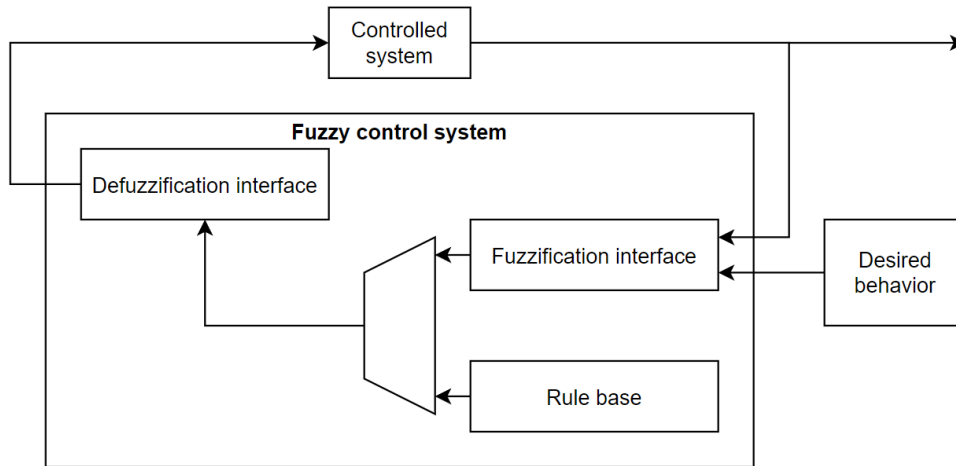 Controlled
system
Fuzzy control system
Defuzzification interface
Fuzzification interface
Desired
behavior
Rule base